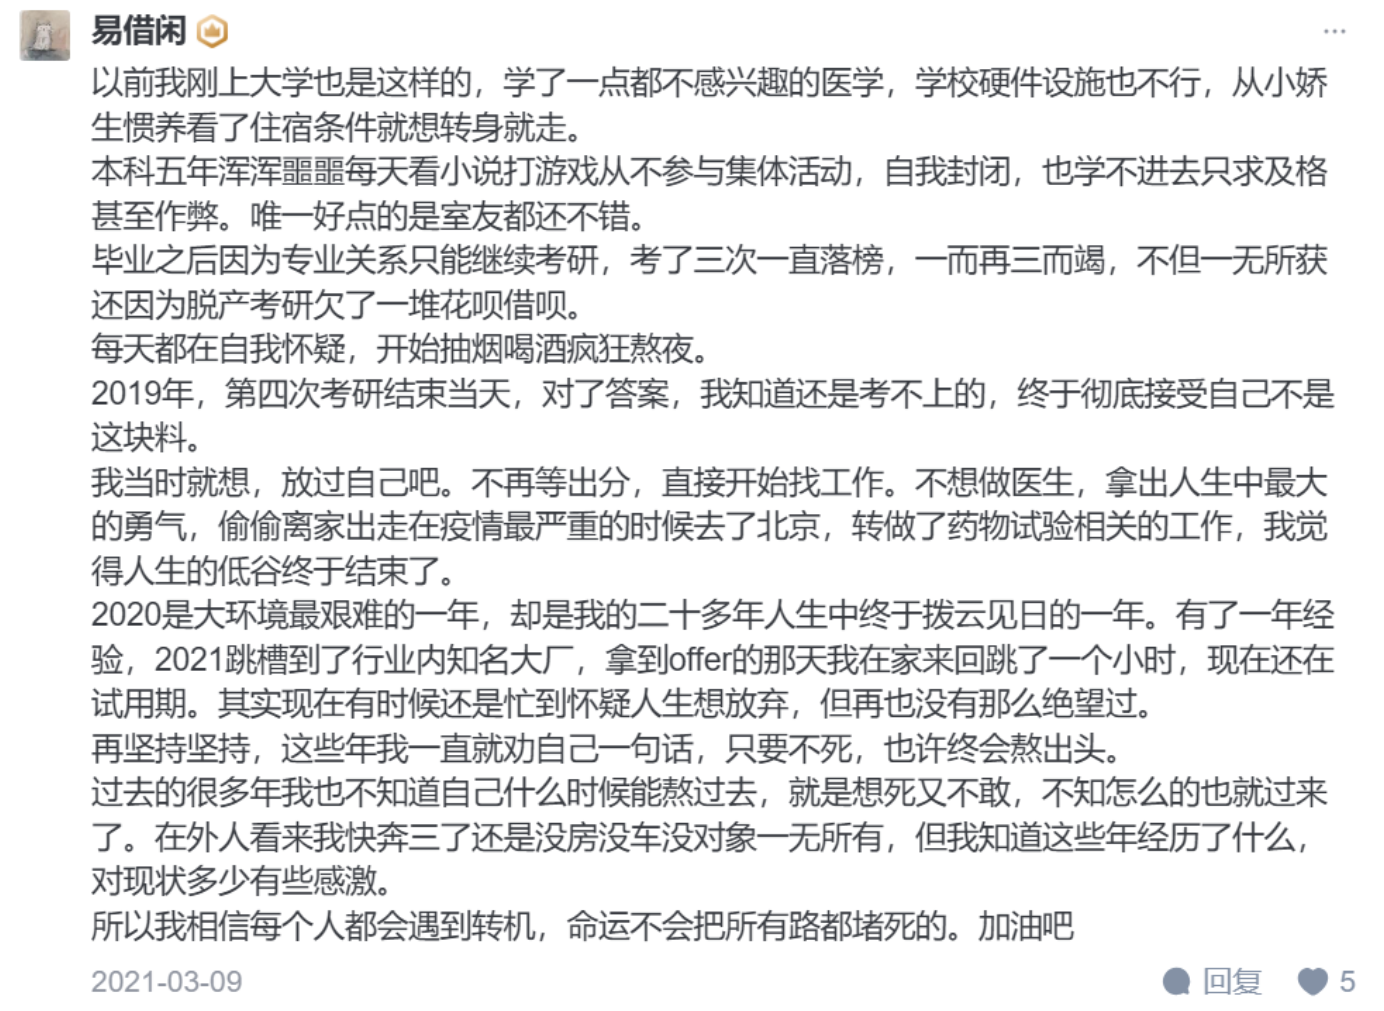 易借闲
以前我刚上大学也是这样的，学了一点都不感兴趣的医学，学校硬件设施也不行，从小娇
生惯养看了住宿条件就想转身就走。
本科五年浑浑噩噩每天看小说打游戏从不参与集体活动，自我封闭，也学不进去只求及格
甚至作弊。唯一好点的是室友都还不错。
毕业之后因为专业关系只能继续考研，考了三次一直落榜，一而再三而竭，不但一无所获
还因为脱产考研欠了一堆花呗借呗。
每天都在自我怀疑，开始抽烟喝酒疯狂熬夜。
2019年，第四次考研结束当天，对了答案，我知道还是考不上的，终于彻底接受自己不是
这块料。
我当时就想，放过自己吧。不再等出分，直接开始找工作。不想做医生，拿出人生中最大
的勇气，偷偷离家出走在疫情最严重的时候去了北京，转做了药物试验相关的工作，我觉
得人生的低谷终于结束了。
2020是大环境最艰难的一年，却是我的二十多年人生中终于拨云见日的一年。有了一年经
验，2021跳槽到了行业内知名大厂，拿到offer的那天我在家来回跳了一个小时，现在还在
试用期。其实现在有时候还是忙到怀疑人生想放弃，但再也没有那么绝望过。
再坚持坚持，这些年我一直就劝自己一句话，只要不死，也许终会熬出头。
过去的很多年我也不知道自己什么时候能熬过去，就是想死又不敢，不知怎么的也就过来
了。在外人看来我快奔三了还是没房没车没对象一无所有，但我知道这些年经历了什么，
对现状多少有些感激。
所以我相信每个人都会遇到转机，命运不会把所有路都堵死的。加油吧
2021-03-09 回复 5